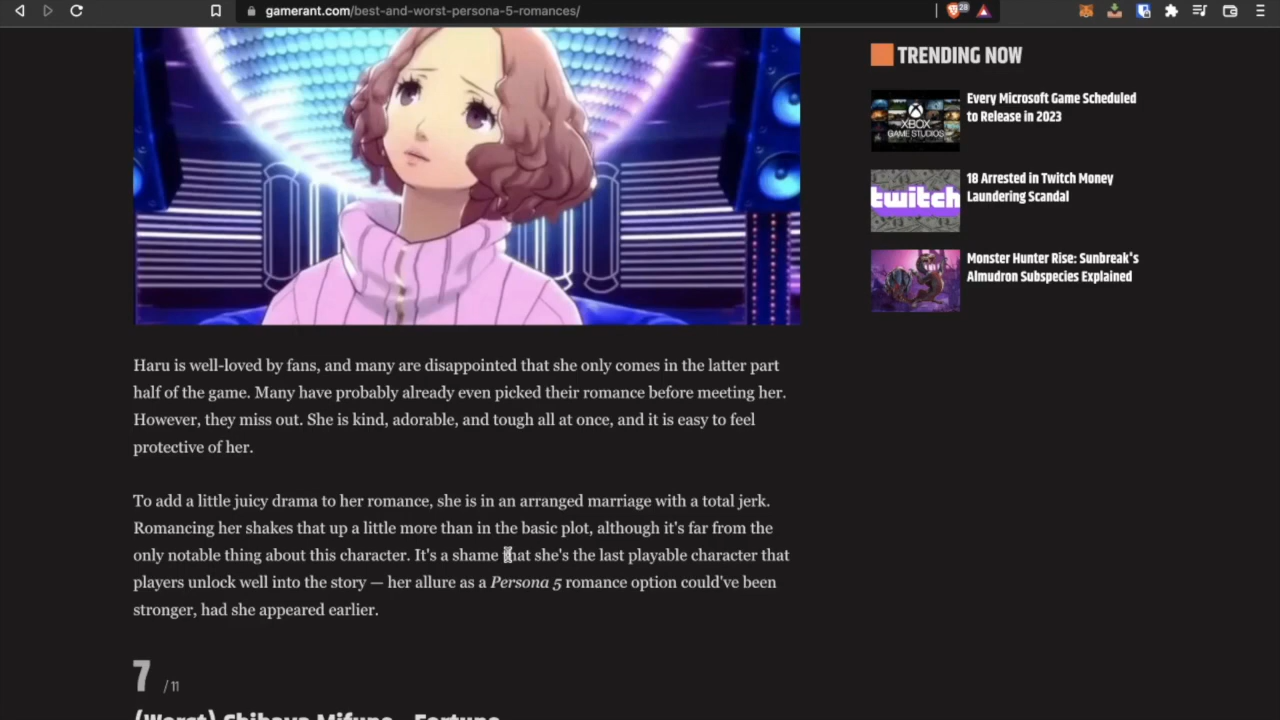 gamerant.com/best-and-worst-persona-5-romances/
28
TRENDING NOW
XBOX
GAME STUDIOS
Every Microsoft Game Scheduled
to Release in 2023
twitch
18 Arrested in Twitch Money
Laundering Scandal
Monster Hunter Rise: Sunbreak's
Almudron Subspecies Explained
Haru is well-loved by fans, and many are disappointed that she only comes in the latter part
half of the game. Many have probably already even picked their romance before meeting her.
However, they miss out. She is kind, adorable, and tough all at once, and it is easy to feel
protective of her.
To add a little juicy drama to her romance, she is in an arranged marriage with a total jerk.
Romancing her shakes that up a little more than in the basic plot, although it's far from the
only notable thing about this character. It's a shame that she's the last playable character that
players unlock well into the story — her allure as a Persona 5 romance option could've been
stronger, had she appeared earlier.
7 / 11
(Worst) Chihaya Mifune - Fortune